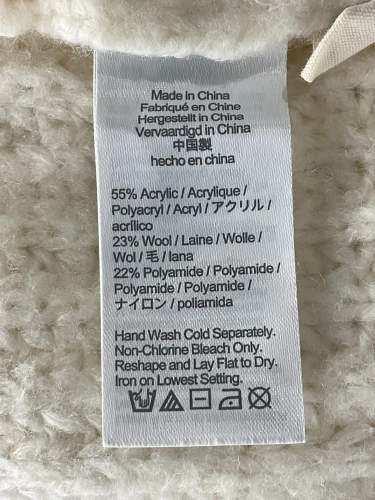 Made in China
Fabriqué en Chine
Hergestellt in China
Vervaardigd in China
中国製
hecho en china
55% Acrylic / Acrylique /
Polyacryl / Acryl / アクリル /
acrílico
23% Wool / Laine / Wolle /
Wol / 毛 / lana
22% Polyamide / Polyamide /
Polyamide / Polyamide /
ナイロン / poliamida
Hand Wash Cold Separately.
Non-Chlorine Bleach Only.
Reshape and Lay Flat to Dry.
Iron on Lowest Setting.